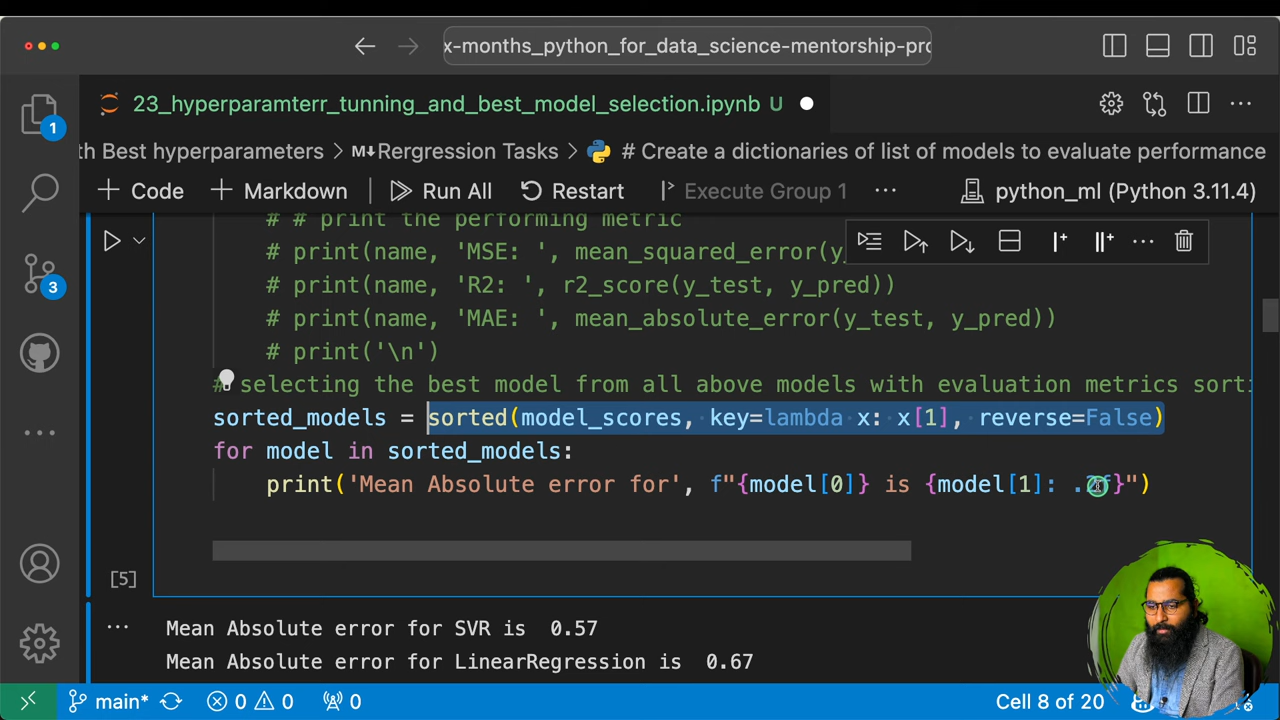 x-months_python_for_data_science-mentorship-pro
23_hyperparamterr_tunning_and_best_model_selection.ipynb U
1
th Best hyperparameters > M Rergression Tasks > # Create a dictionaries of list of models to evaluate performance
+ Code + Markdown Run All Restart Execute Group 1 ... python_ml (Python 3.11.4)
# # print the performing metric
# print(name, 'MSE: ', mean_squared_error(y_
# print(name, 'R2: ', r2_score(y_test, y_pred))
3
# print(name, 'MAE: ', mean_absolute_error(y_test, y_pred))
# print('\n')
# selecting the best model from all above models with evaluation metrics sorti
sorted_models = sorted(model_scores, key=lambda x: x[1], reverse=False)
for model in sorted_models:
print('Mean Absolute error for', f"{model[0]} is {model[1]: .2f}")
[5]
... Mean Absolute error for SVR is 0.57
Mean Absolute error for LinearRegression is 0.67
main* 0 0 0 Cell 8 of 20